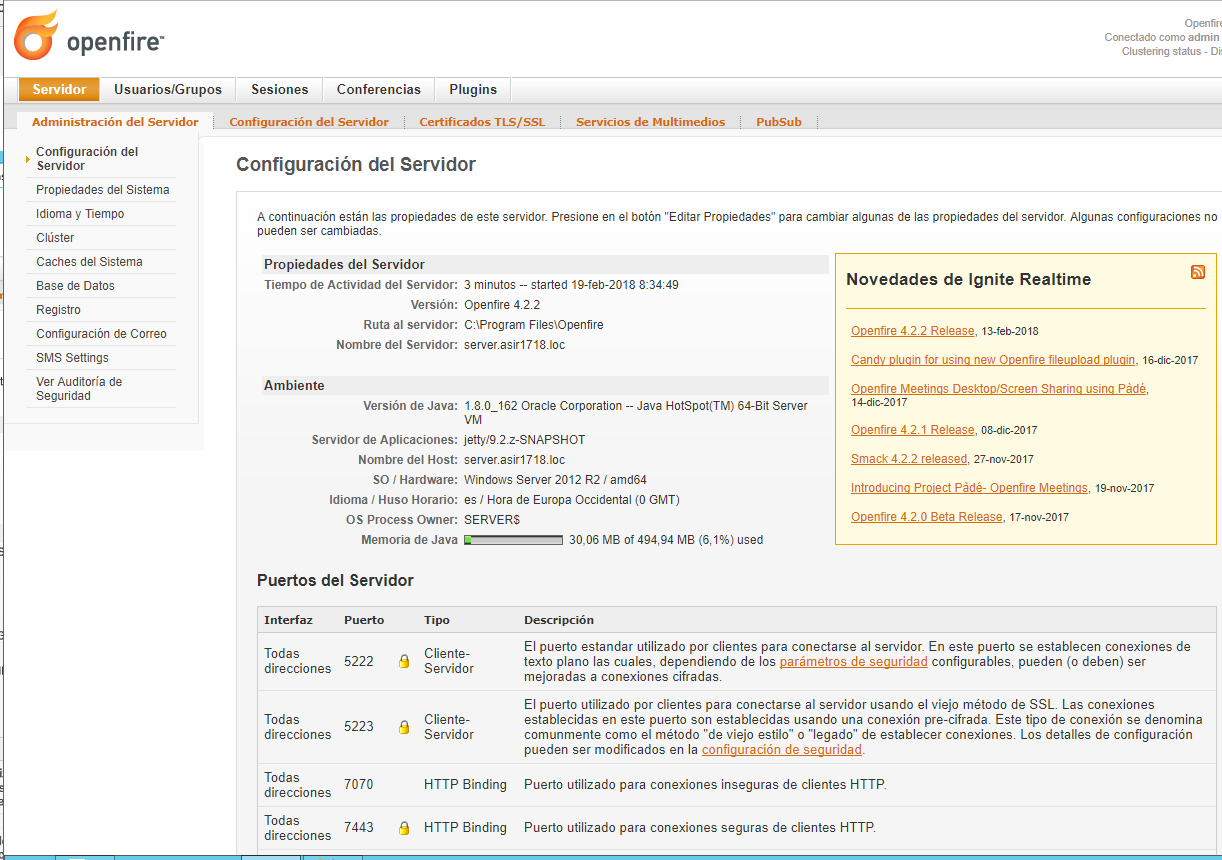 openfire™
Openfire
Conectado como admin
Clustering status - Dis
Servidor Usuarios/Grupos Sesiones Conferencias Plugins
Administración del Servidor Configuración del Servidor Certificados TLS/SSL Servicios de Multimedios PubSub
Configuración del
Servidor
Propiedades del Sistema
Idioma y Tiempo
Clúster
Caches del Sistema
Base de Datos
Registro
Configuración de Correo
SMS Settings
Ver Auditoría de
Seguridad
Configuración del Servidor
A continuación están las propiedades de este servidor. Presione en el botón "Editar Propiedades" para cambiar algunas de las propiedades del servidor. Algunas configuraciones no
pueden ser cambiadas.
Propiedades del Servidor
Tiempo de Actividad del Servidor: 3 minutos -- started 19-feb-2018 8:34:49
Versión: Openfire 4.2.2
Ruta al servidor: C:\Program Files\Openfire
Nombre del Servidor: server.asir1718.loc
Ambiente
Versión de Java: 1.8.0_162 Oracle Corporation -- Java HotSpot(TM) 64-Bit Server
VM
Servidor de Aplicaciones: jetty/9.2.z-SNAPSHOT
Nombre del Host: server.asir1718.loc
SO / Hardware: Windows Server 2012 R2 / amd64
Idioma / Huso Horario: es / Hora de Europa Occidental (0 GMT)
OS Process Owner: SERVER$
Memoria de Java 30,06 MB of 494,94 MB (6,1%) used
Novedades de Ignite Realtime
Openfire 4.2.2 Release, 13-feb-2018
Candy plugin for using new Openfire fileupload plugin, 16-dic-2017
Openfire Meetings Desktop/Screen Sharing using Pàdé,
14-dic-2017
Openfire 4.2.1 Release, 08-dic-2017
Smack 4.2.2 released, 27-nov-2017
Introducing Project Pàdé- Openfire Meetings, 19-nov-2017
Openfire 4.2.0 Beta Release, 17-nov-2017
Puertos del Servidor
Interfaz Puerto Tipo Descripción
Todas
direcciones
5222
Cliente-
Servidor
El puerto estandar utilizado por clientes para conectarse al servidor. En este puerto se establecen conexiones de
texto plano las cuales, dependiendo de los parámetros de seguridad configurables, pueden (o deben) ser
mejoradas a conexiones cifradas.
Todas
direcciones
5223
Cliente-
Servidor
El puerto utilizado por clientes para conectarse al servidor usando el viejo método de SSL. Las conexiones
establecidas en este puerto son establecidas usando una conexión pre-cifrada. Este tipo de conexión se denomina
comunmente como el método "de viejo estilo" o "legado" de establecer conexiones. Los detalles de configuración
pueden ser modificados en la configuración de seguridad.
Todas
direcciones
7070
HTTP Binding
Puerto utilizado para conexiones inseguras de clientes HTTP.
Todas
direcciones
7443
HTTP Binding
Puerto utilizado para conexiones seguras de clientes HTTP.